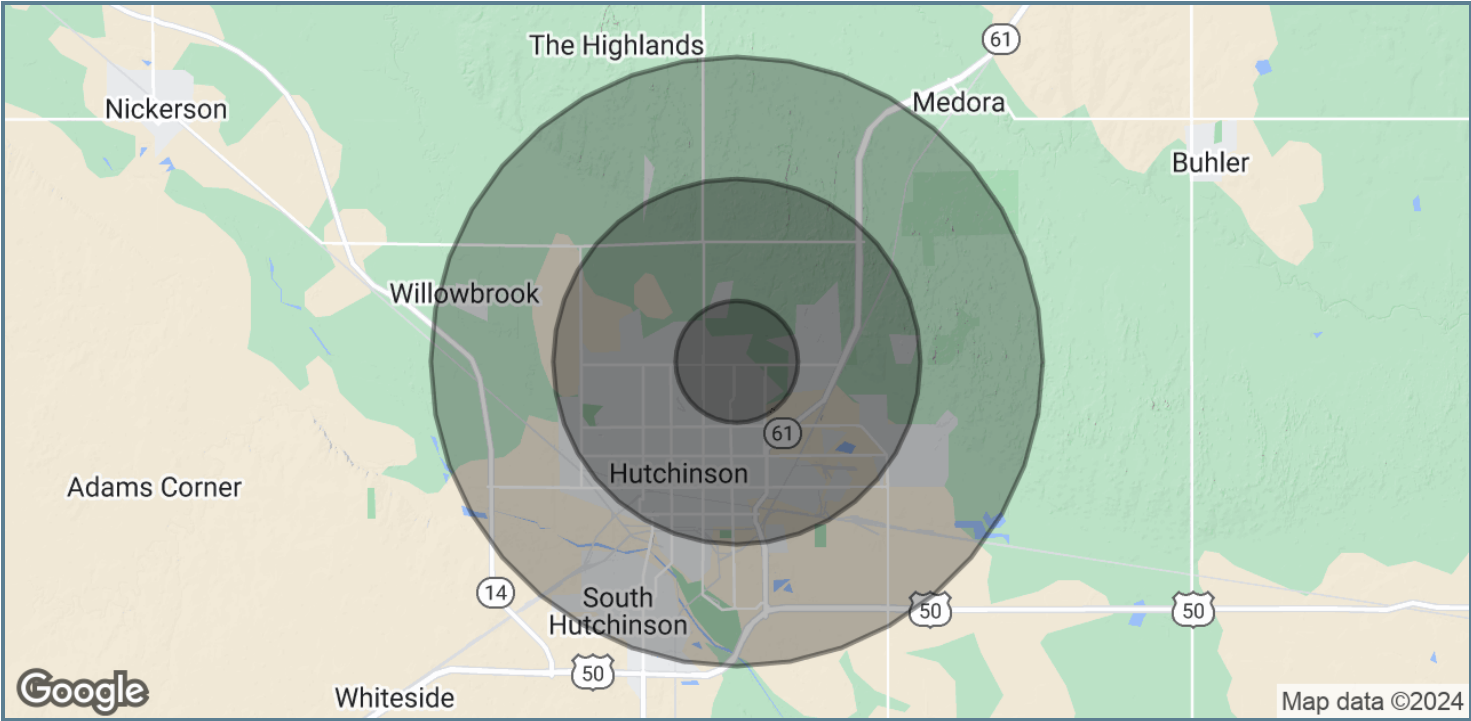 The Highlands
61
Nickerson
Medora
Buhler
Willowbrook
61
Hutchinson
Adams Corner
14
South
Hutchinson
50
50
50
Whiteside
Google
Map data ©2024